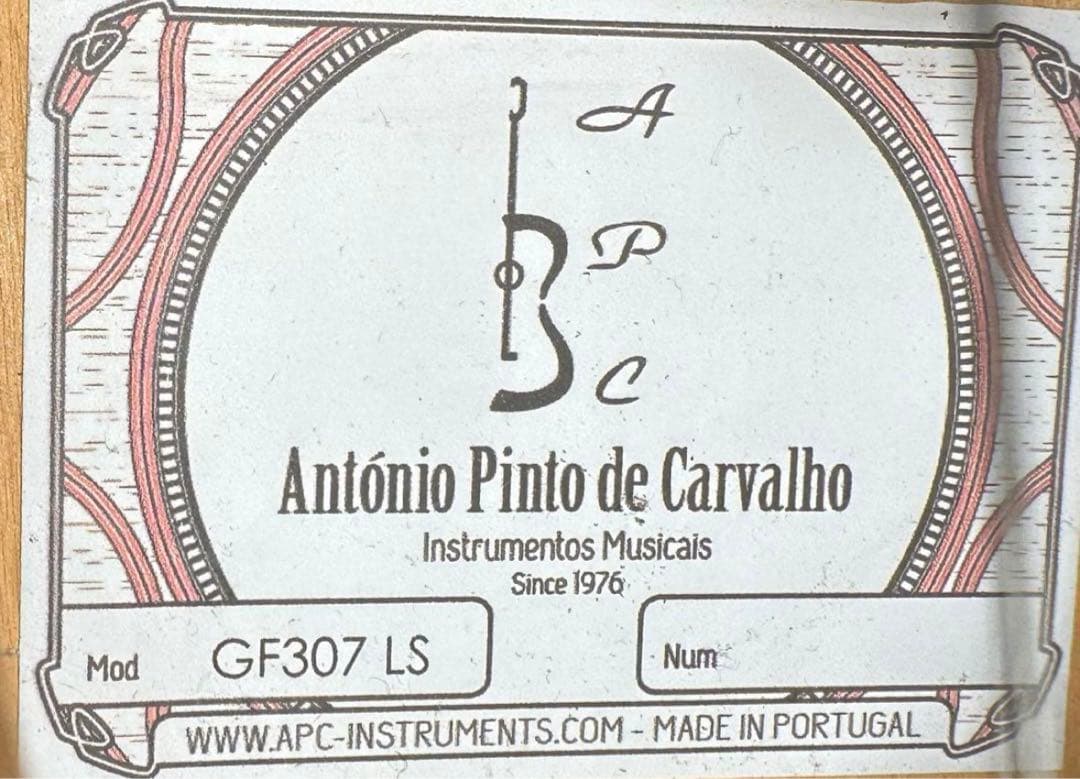 A
P
C
António Pinto de Carvalho
Instrumentos Musicais
Since 1976
Mod GF307 LS
Num
WWW.APC-INSTRUMENTS.COM - MADE IN PORTUGAL